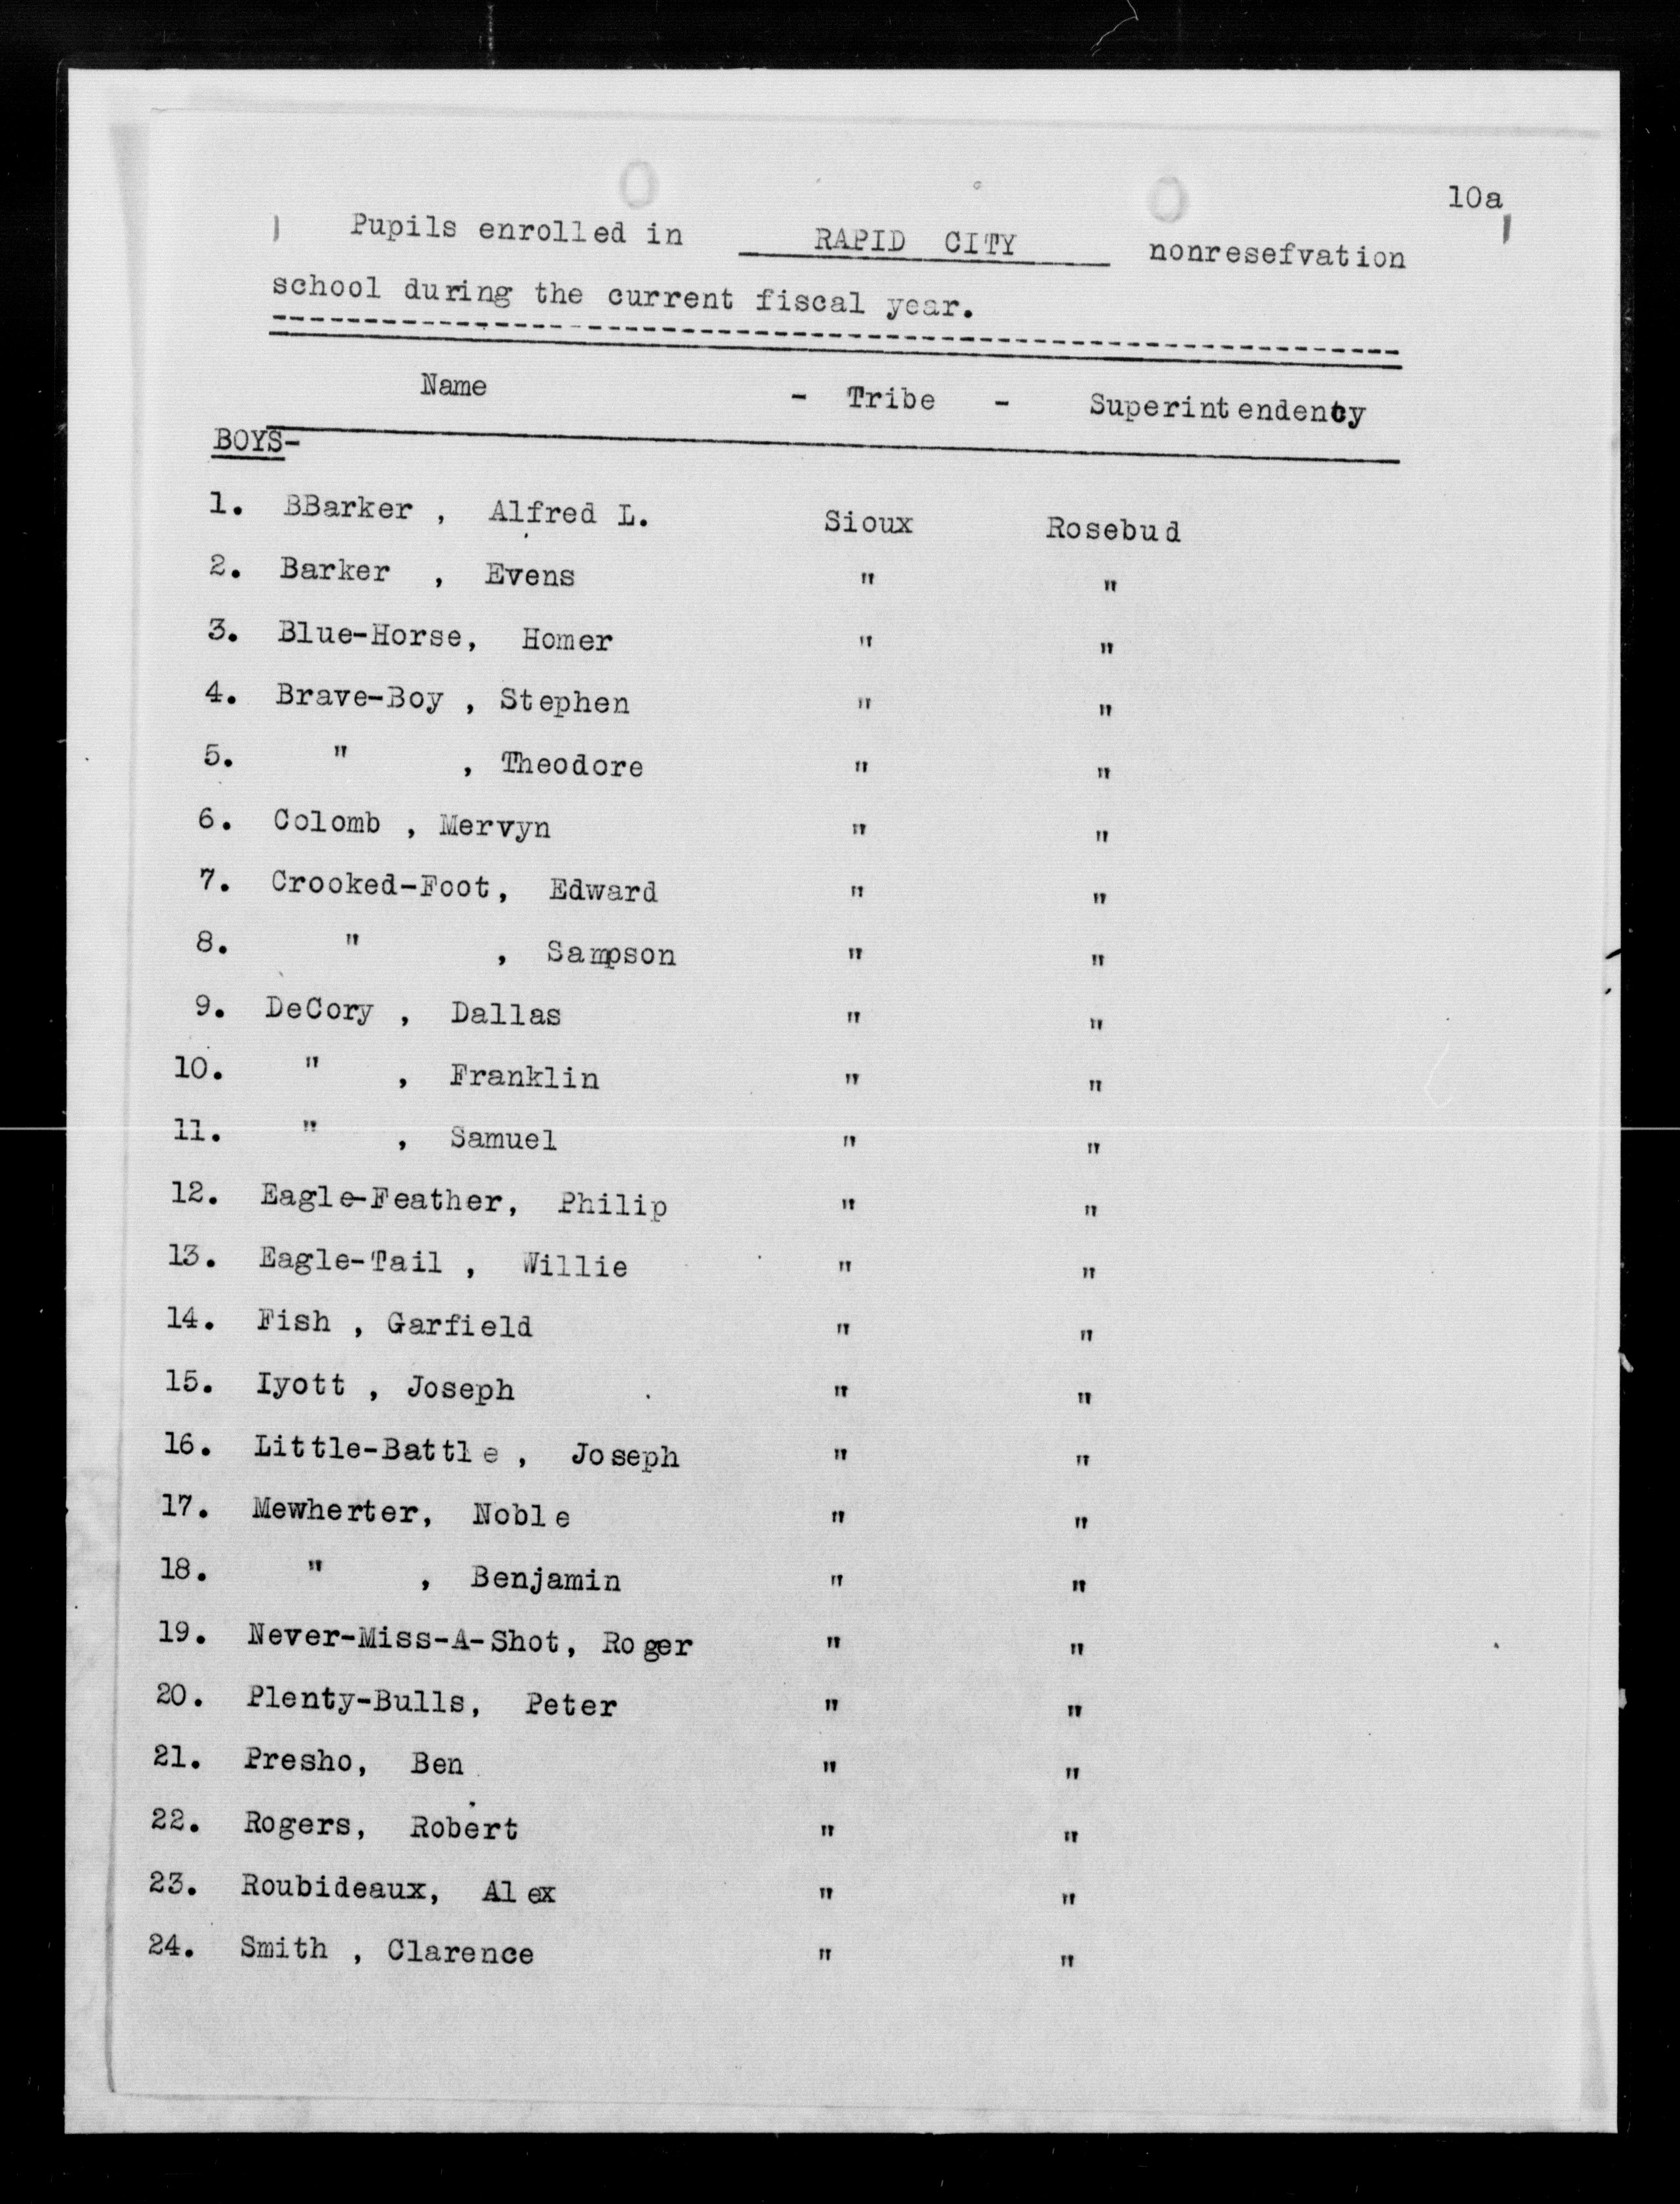 10a
Pupils enrolled in RAPID CITY nonresefvation
school during the current fiscal year.
Name - Tribe - Superintendency
BOYS-
1. BBarker , Alfred L. Sioux Rosebud
2. Barker , Evens " "
3. Blue-Horse, Homer " "
4. Brave-Boy , Stephen " "
5. " , Theodore " "
6. Colomb , Mervyn " "
7. Crooked-Foot, Edward " "
8. " , Sampson " "
9. DeCory , Dallas " "
10. " , Franklin " "
11. " , Samuel " "
12. Eagle-Feather, Philip " "
13. Eagle-Tail , Willie " "
14. Fish , Garfield " "
15. Iyott , Joseph " "
16. Little-Battle , Joseph " "
17. Mewherter, Noble " "
18. " , Benjamin " "
19. Never-Miss-A-Shot, Roger " "
20. Plenty-Bulls, Peter " "
21. Presho, Ben " "
22. Rogers, Robert " "
23. Roubideaux, Alex " "
24. Smith , Clarence " "